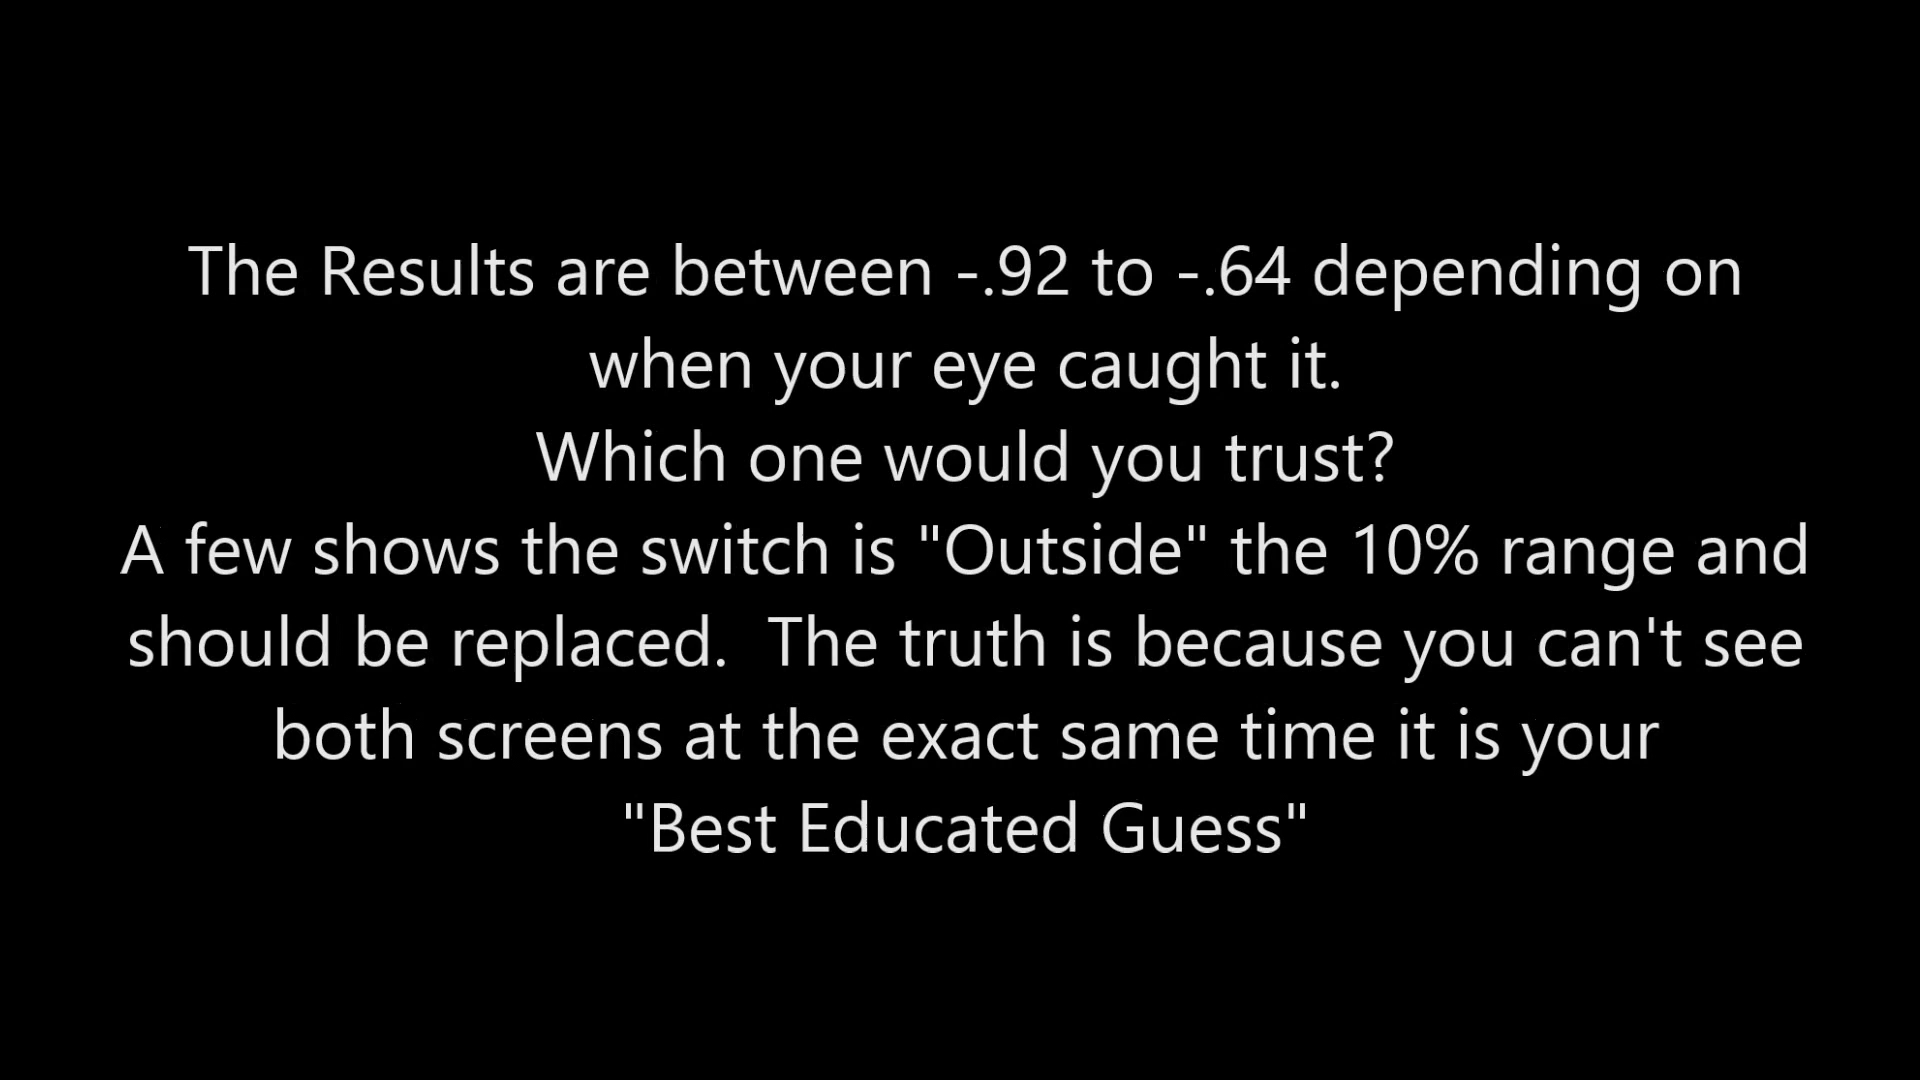 The Results are between -.92 to -.64 depending on
when your eye caught it.
Which one would you trust?
A few shows the switch is "Outside" the 10% range and
should be replaced.  The truth is because you can't see
both screens at the exact same time it is your
"Best Educated Guess"